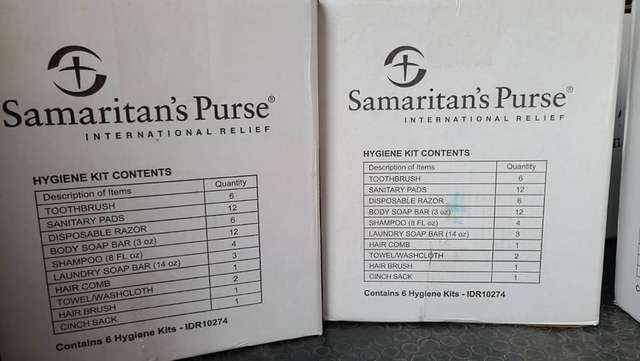 Samaritan's Purse®
INTERNATIONAL RELIEF
HYGIENE KIT CONTENTS
Description of Items Quantity
TOOTHBRUSH 6
SANITARY PADS 12
DISPOSABLE RAZOR 6
BODY SOAP BAR (3 oz) 12
SHAMPOO (8 FL oz) 4
LAUNDRY SOAP BAR (14 oz) 3
HAIR COMB 1
TOWEL/WASHCLOTH 2
HAIR BRUSH 1
CINCH SACK 1
Contains 6 Hygiene Kits - IDR10274
Samaritan's Purse®
INTERNATIONAL RELIEF
HYGIENE KIT CONTENTS
Description of Items Quantity
TOOTHBRUSH 6
SANITARY PADS 12
DISPOSABLE RAZOR 6
BODY SOAP BAR (3 oz) 12
SHAMPOO (8 FL oz) 4
LAUNDRY SOAP BAR (14 oz) 3
HAIR COMB 1
TOWEL/WASHCLOTH 2
HAIR BRUSH 1
CINCH SACK 1
Contains 6 Hygiene Kits - IDR10274